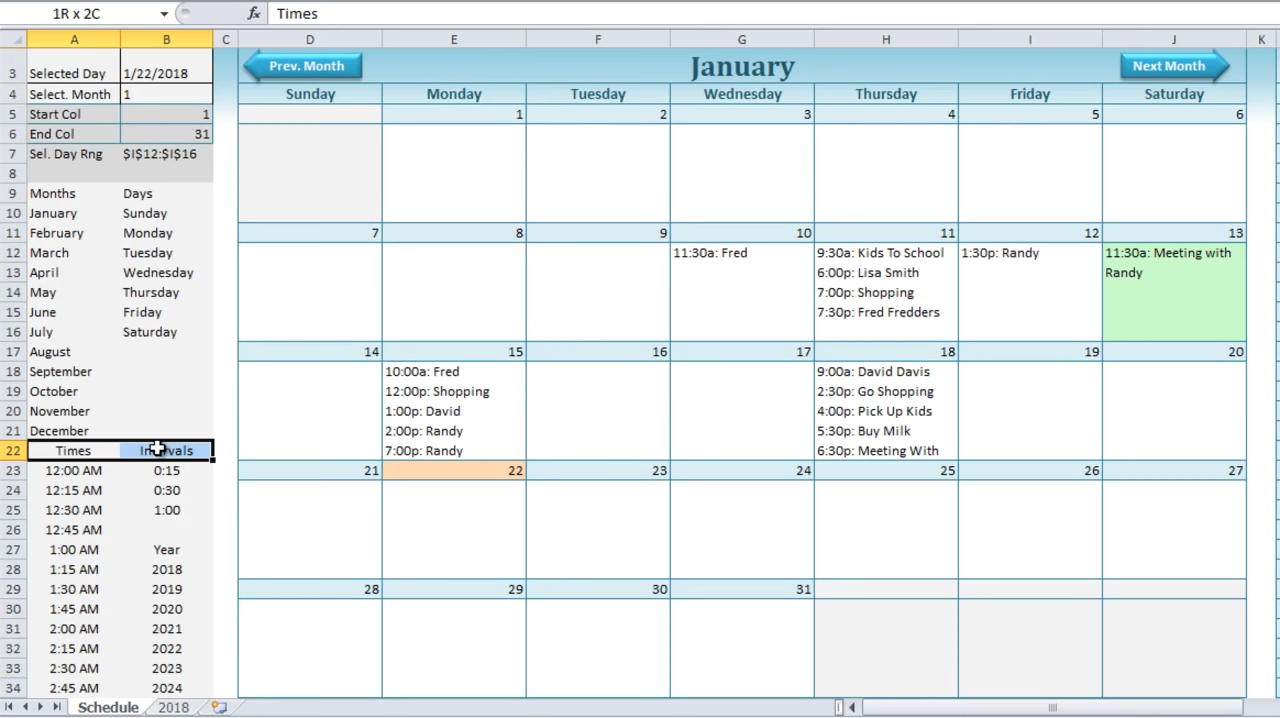 1R x 2C fx Times
A B C D E F G H I J K
Prev. Month January Next Month
3 Selected Day 1/22/2018
4 Select. Month 1 Sunday Monday Tuesday Wednesday Thursday Friday Saturday
5 Start Col 1 1 2 3 4 5 6
6 End Col 31
7 Sel. Day Rng $I$12:$I$16
8
9 Months Days
10 January Sunday
11 February Monday 7 8 9 10 11 12 13
12 March Tuesday 11:30a: Fred 9:30a: Kids To School 1:30p: Randy 11:30a: Meeting with
13 April Wednesday 6:00p: Lisa Smith Randy
14 May Thursday 7:00p: Shopping
15 June Friday 7:30p: Fred Fredders
16 July Saturday
17 August 14 15 16 17 18 19 20
18 September 10:00a: Fred 9:00a: David Davis
19 October 12:00p: Shopping 2:30p: Go Shopping
20 November 1:00p: David 4:00p: Pick Up Kids
21 December 2:00p: Randy 5:30p: Buy Milk
22 Times 7:00p: Randy 6:30p: Meeting With
23 12:00 AM 0:15 21 22 23 24 25 26 27
24 12:15 AM 0:30
25 12:30 AM 1:00
26 12:45 AM
27 1:00 AM Year
28 1:15 AM 2018
29 1:30 AM 2019 28 29 30 31
30 1:45 AM 2020
31 2:00 AM 2021
32 2:15 AM 2022
33 2:30 AM 2023
34 2:45 AM 2024
Schedule 2018